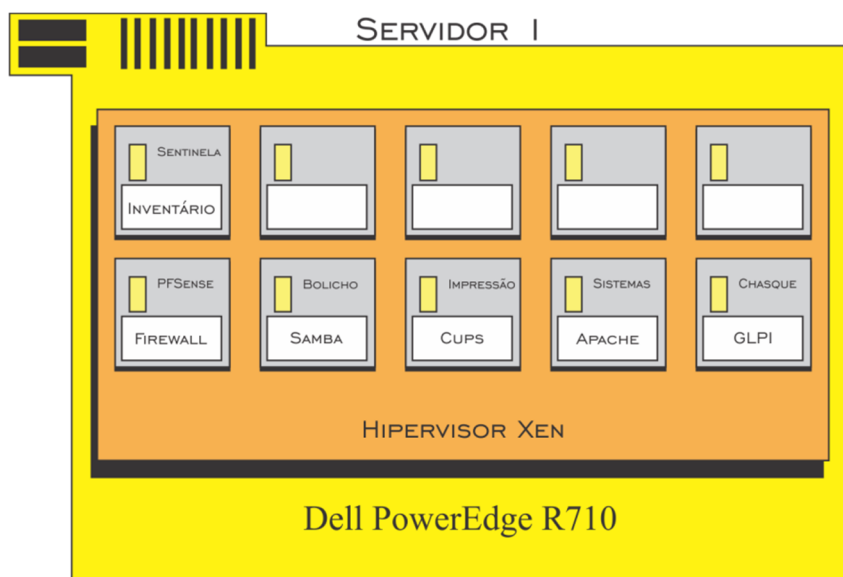 Servidor I
Sentinela
Inventário
PFSense
Bolicho
Impressão
Sistemas
Chasque
Firewall
Samba
Cups
Apache
GLPI
Hipervisor Xen
Dell PowerEdge R710